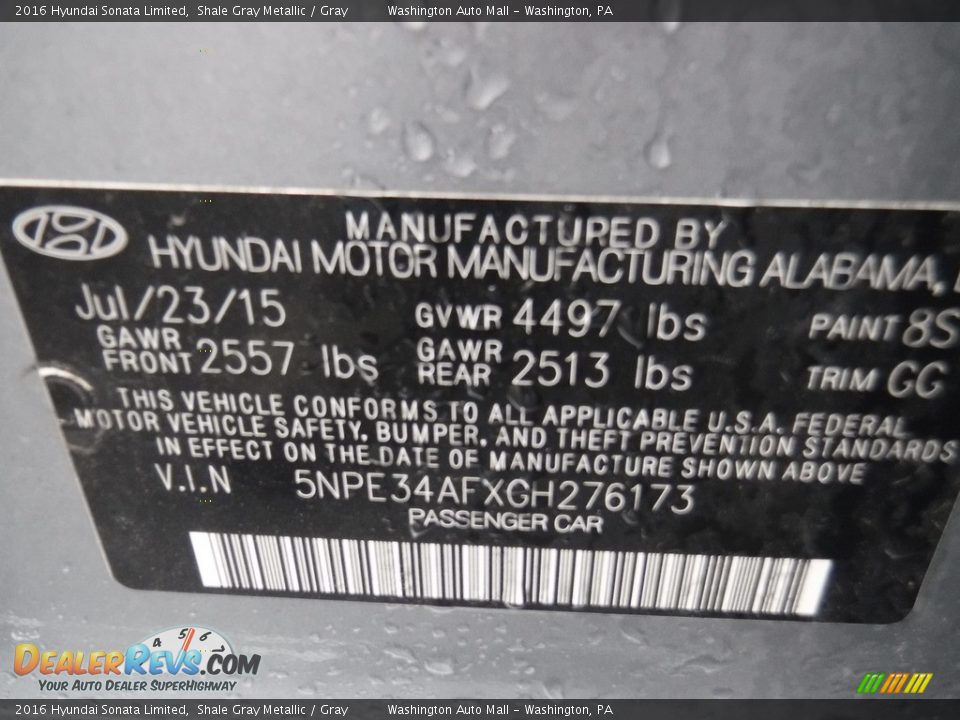 2016 Hyundai Sonata Limited, Shale Gray Metallic / Gray Washington Auto Mall - Washington, PA
MANUFACTURED BY
HYUNDAI MOTOR MANUFACTURING ALABAMA,
Jul/23/15 GVWR 4497 lbs PAINT 8S
GAWR FRONT 2557 lbs GAWR REAR 2513 lbs TRIM GG
THIS VEHICLE CONFORMS TO ALL APPLICABLE U.S.A. FEDERAL
MOTOR VEHICLE SAFETY, BUMPER, AND THEFT PREVENTION STANDARDS
IN EFFECT ON THE DATE OF MANUFACTURE SHOWN ABOVE
V.I.N 5NPE34AFXGH276173
PASSENGER CAR
4 5 6
DEALERREVS.COM
YOUR AUTO DEALER SUPERHIGHWAY
2016 Hyundai Sonata Limited, Shale Gray Metallic / Gray Washington Auto Mall - Washington, PA